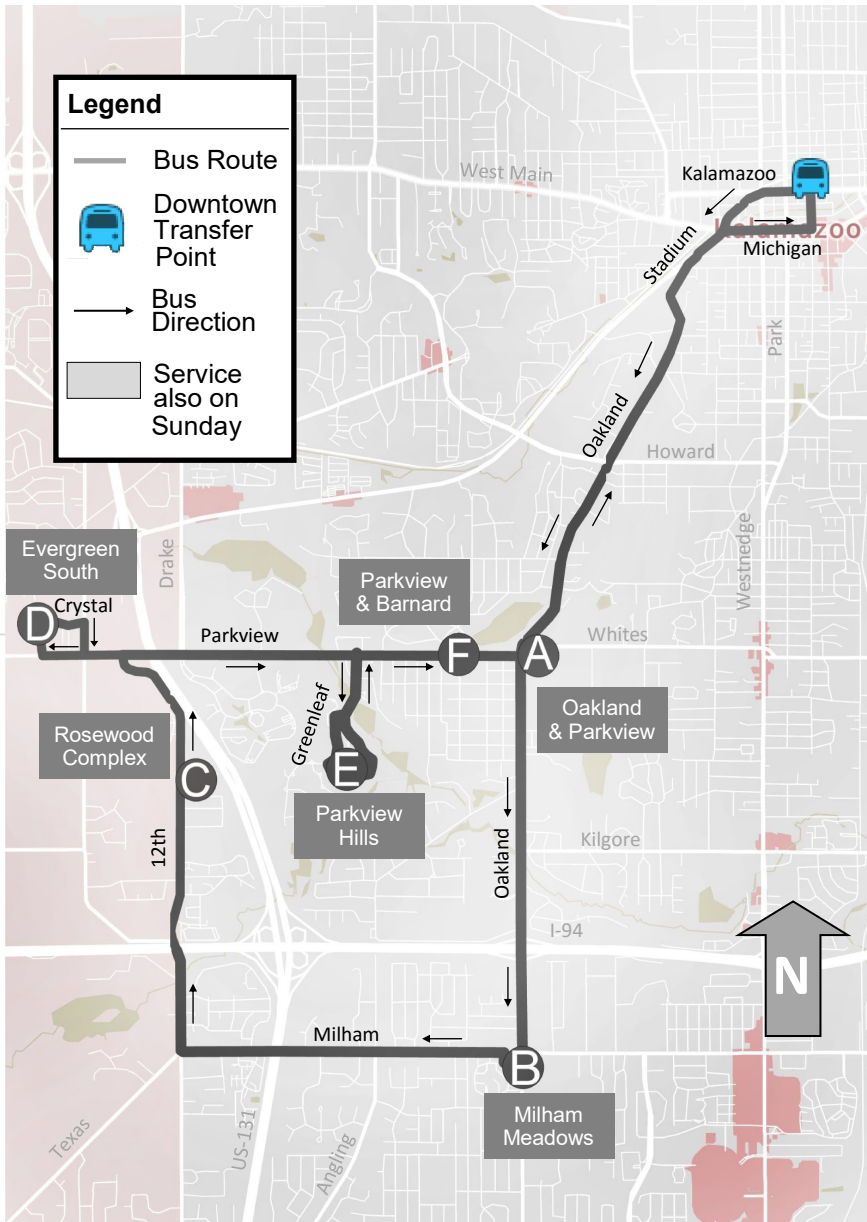 Legend
Bus Route
Downtown
Transfer
Point
Bus
Direction
Service
also on
Sunday
West Main
Kalamazoo
Kalamazoo
Michigan
Stadium
Park
Oakland
Howard
Westnedge
Drake
Evergreen
South
Crystal
D
Parkview
Parkview
& Barnard
F
A
Whites
Oakland
& Parkview
Rosewood
Complex
C
Greenleaf
E
Parkview
Hills
12th
Oakland
Kilgore
I-94
N
Milham
B
Milham
Meadows
Texas
US-131
Angling